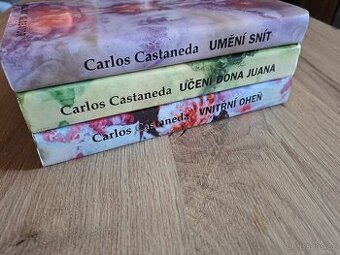 Carlos Castaneda UMĚNÍ SNÍT
Carlos Castaneda UČENÍ DONA JUANA
Carlos Castaneda VNITŘNÍ OHEŇ